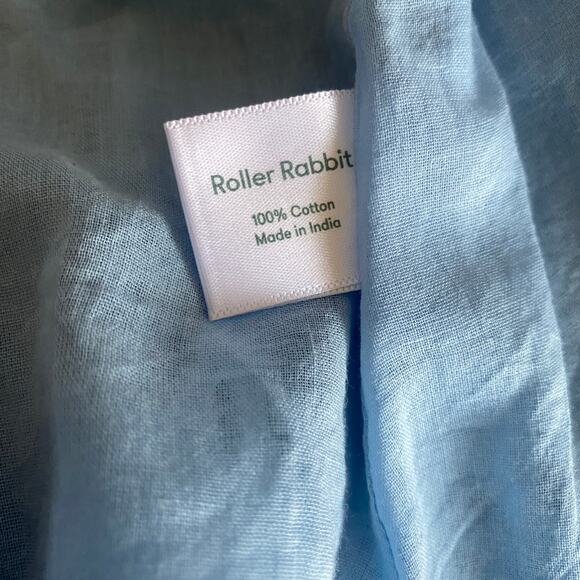 Roller Rabbit
100% Cotton
Made in India